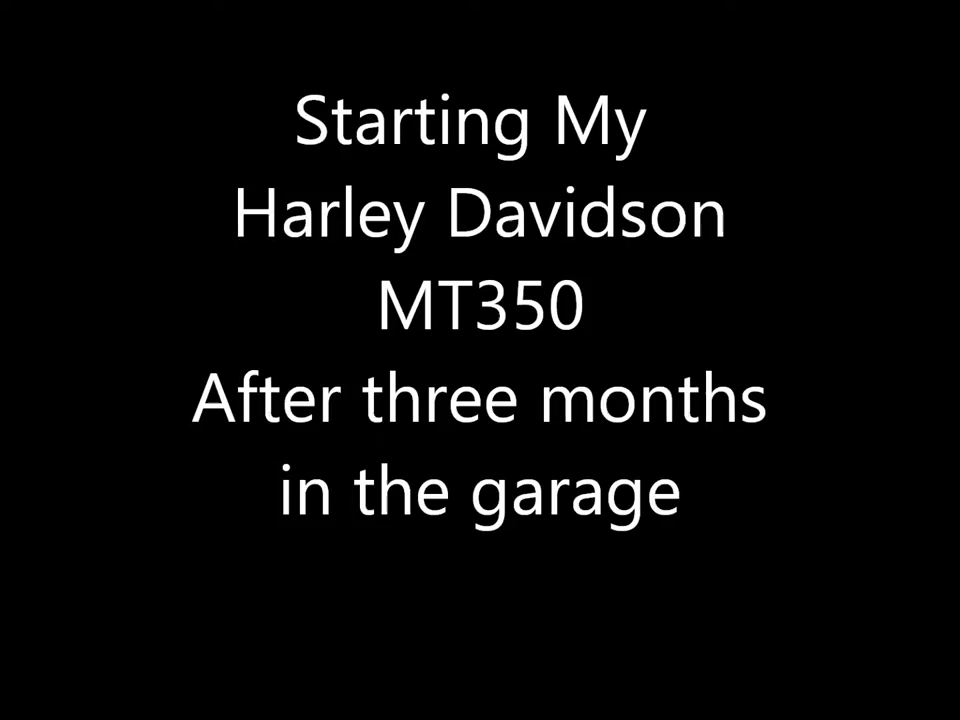 Starting My
Harley Davidson
MT350
After three months
in the garage